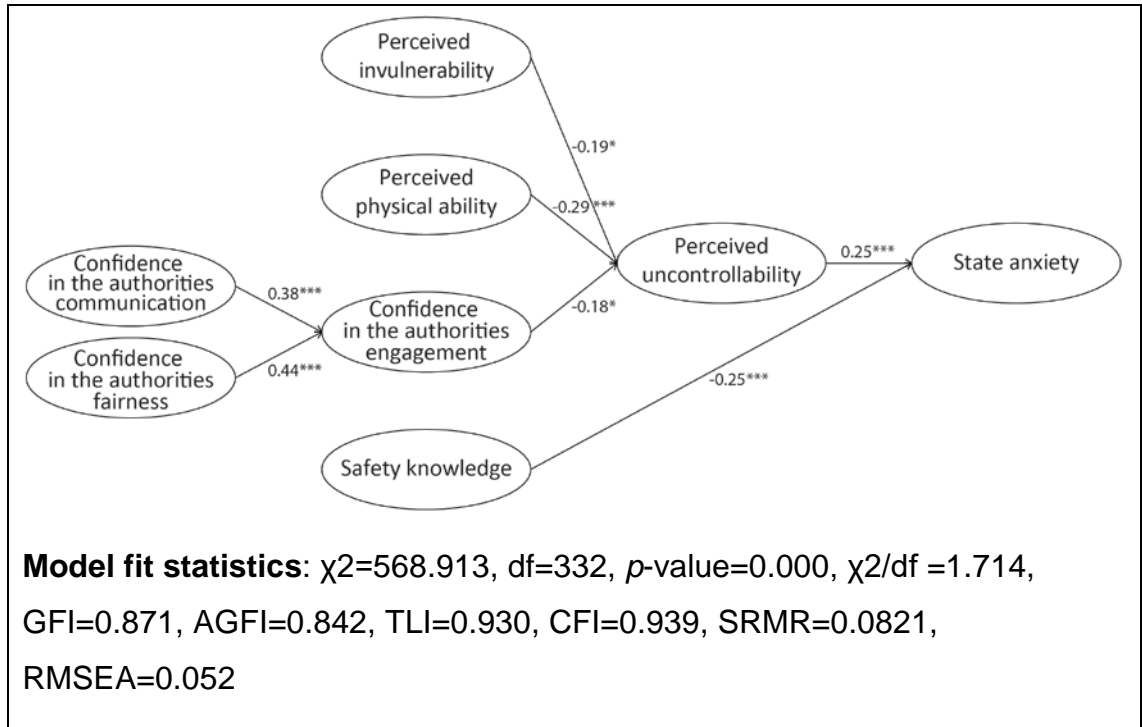 Perceived
invulnerability
-0.19*
Perceived
physical ability
-0.29***
Confidence
in the authorities
communication
0.38***
Confidence
in the authorities
fairness
0.44***
Confidence
in the authorities
engagement
-0.18*
Perceived
uncontrollability
0.25***
State anxiety
-0.25***
Safety knowledge
Model fit statistics: χ2=568.913, df=332, p-value=0.000, χ2/df =1.714,
GFI=0.871, AGFI=0.842, TLI=0.930, CFI=0.939, SRMR=0.0821,
RMSEA=0.052